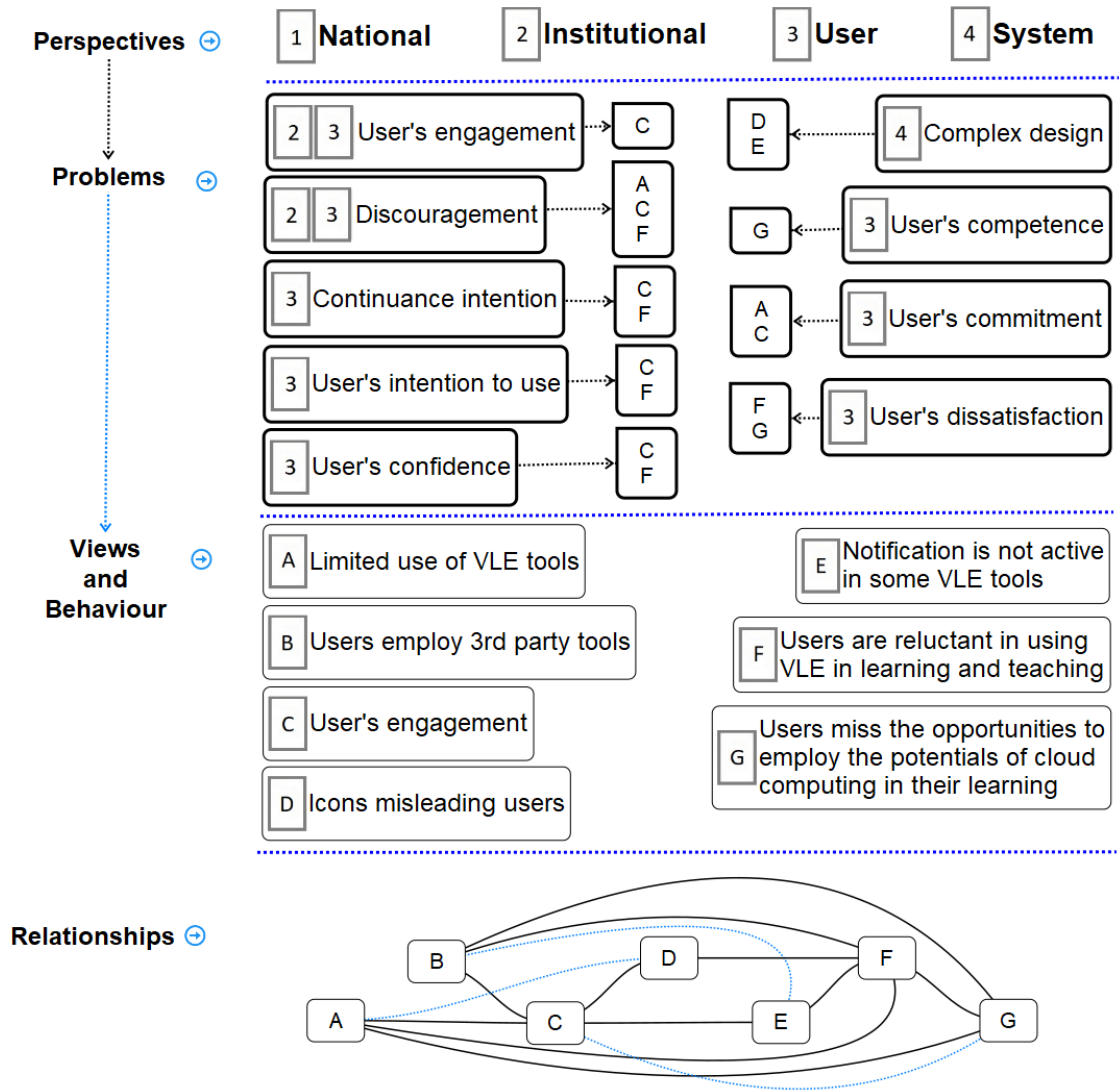 Perspectives
1 National
2 Institutional
3 User
4 System
Problems
2 3 User's engagement
C
2 3 Discouragement
A
C
F
3 Continuance intention
C
F
3 User's intention to use
C
F
3 User's confidence
C
F
D
E
4 Complex design
G
3 User's competence
A
C
3 User's commitment
F
G
3 User's dissatisfaction
Views
and
Behaviour
A Limited use of VLE tools
B Users employ 3rd party tools
C User's engagement
D Icons misleading users
E Notification is not active
in some VLE tools
F Users are reluctant in using
VLE in learning and teaching
G Users miss the opportunities to
employ the potentials of cloud
computing in their learning
Relationships
B
D
F
A
C
E
G